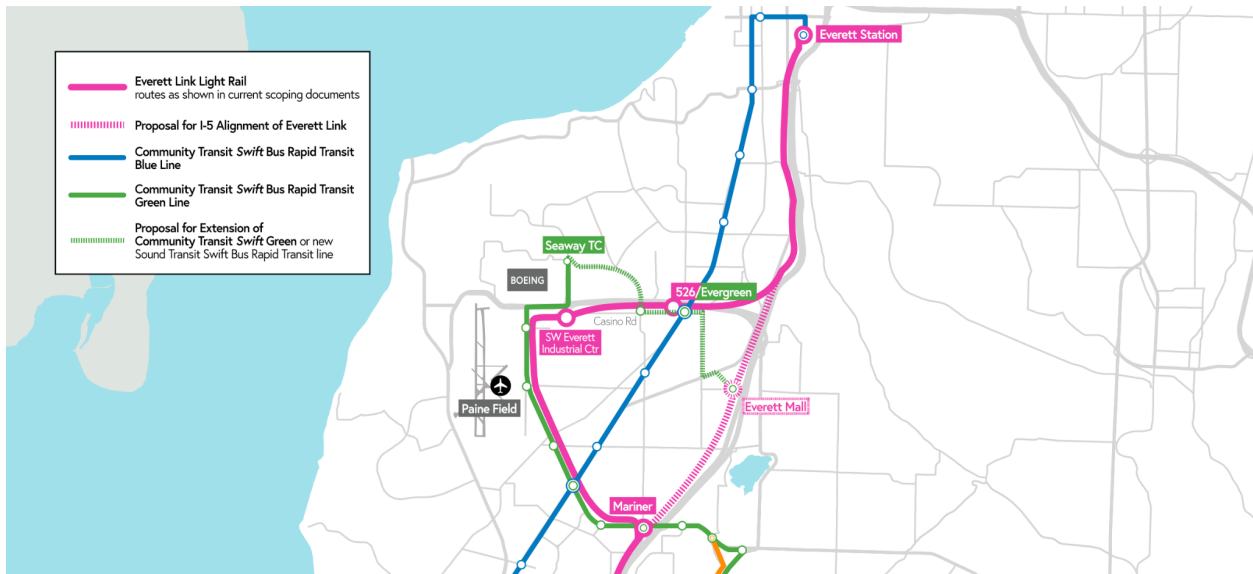 Everett Link Light Rail
routes as shown in current scoping documents
Proposal for I-5 Alignment of Everett Link
Community Transit Swift Bus Rapid Transit
Blue Line
Community Transit Swift Bus Rapid Transit
Green Line
Proposal for Extension of
Community Transit Swift Green or new
Sound Transit Swift Bus Rapid Transit line
Everett Station
Seaway TC
BOEING
526/Evergreen
Casino Rd
SW Everett
Industrial Ctr
Paine Field
Everett Mall
Mariner